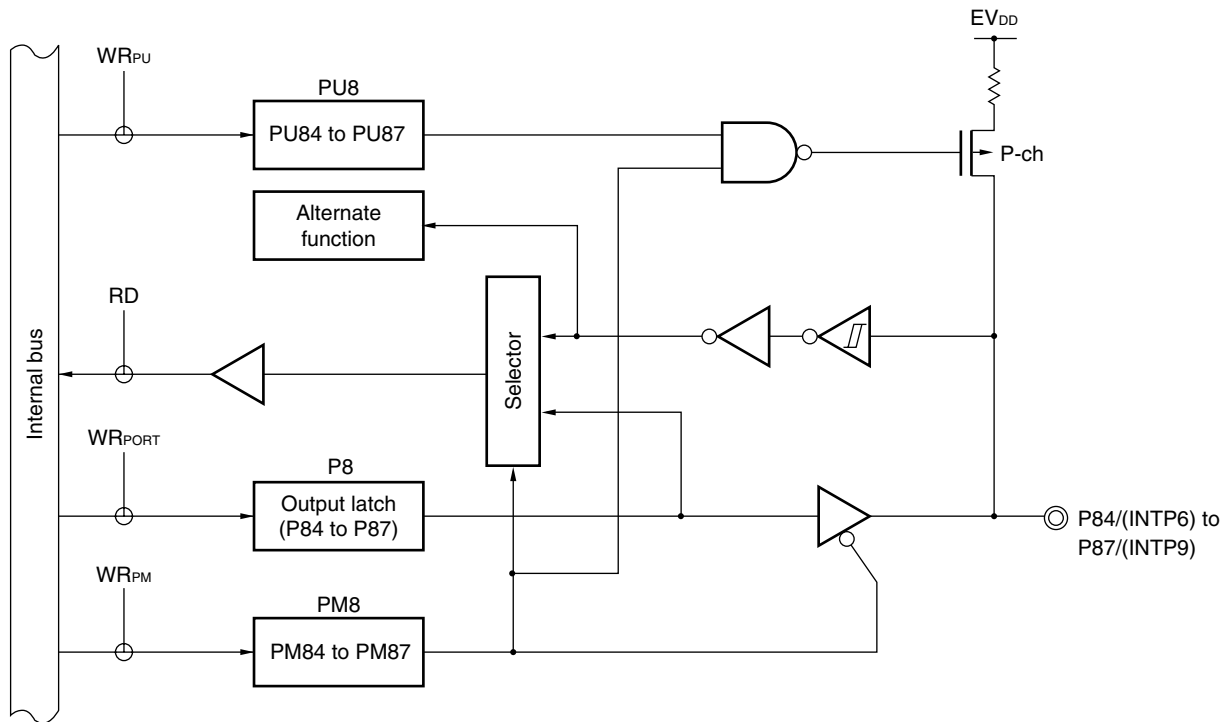 EVDD
WRPU
PU8
PU84 to PU87
P-ch
Alternate
function
RD
Selector
Internal bus
WRPORT
P8
Output latch
(P84 to P87)
P84/(INTP6) to
P87/(INTP9)
WRPM
PM8
PM84 to PM87